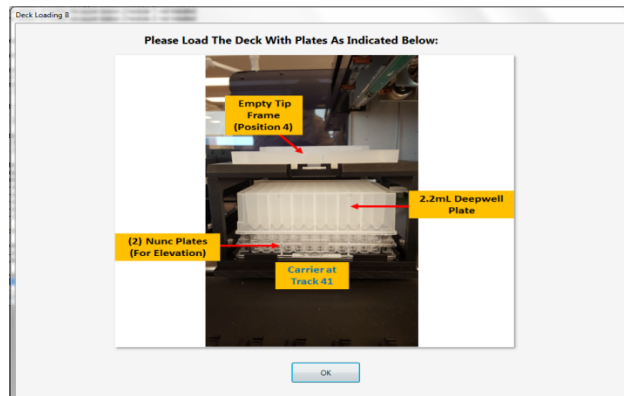 Deck Loading B
Please Load The Deck With Plates As Indicated Below:
Empty Tip
Frame
(Position 4)
2.2mL Deepwell
Plate
(2) Nunc Plates
(For Elevation)
Carrier at
Track 41
OK